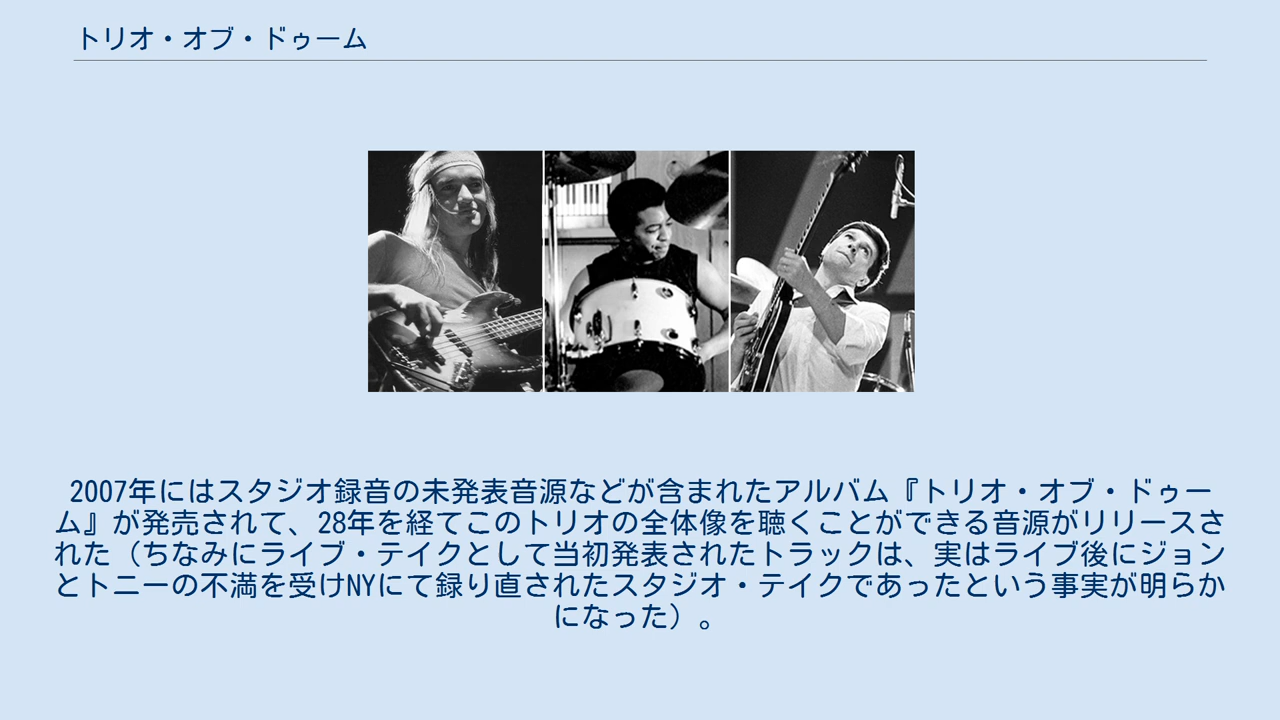 トリオ・オブ・ドゥーム
2007年にはスタジオ録音の未発表音源などが含まれたアルバム『トリオ・オブ・ドゥー
ム』が発売されて、28年を経てこのトリオの全体像を聴くことができる音源がリリースさ
れた（ちなみにライブ・テイクとして当初発表されたトラックは、実はライブ後にジョン
とトニーの不満を受けNYにて録り直されたスタジオ・テイクであったという事実が明らか
になった）。